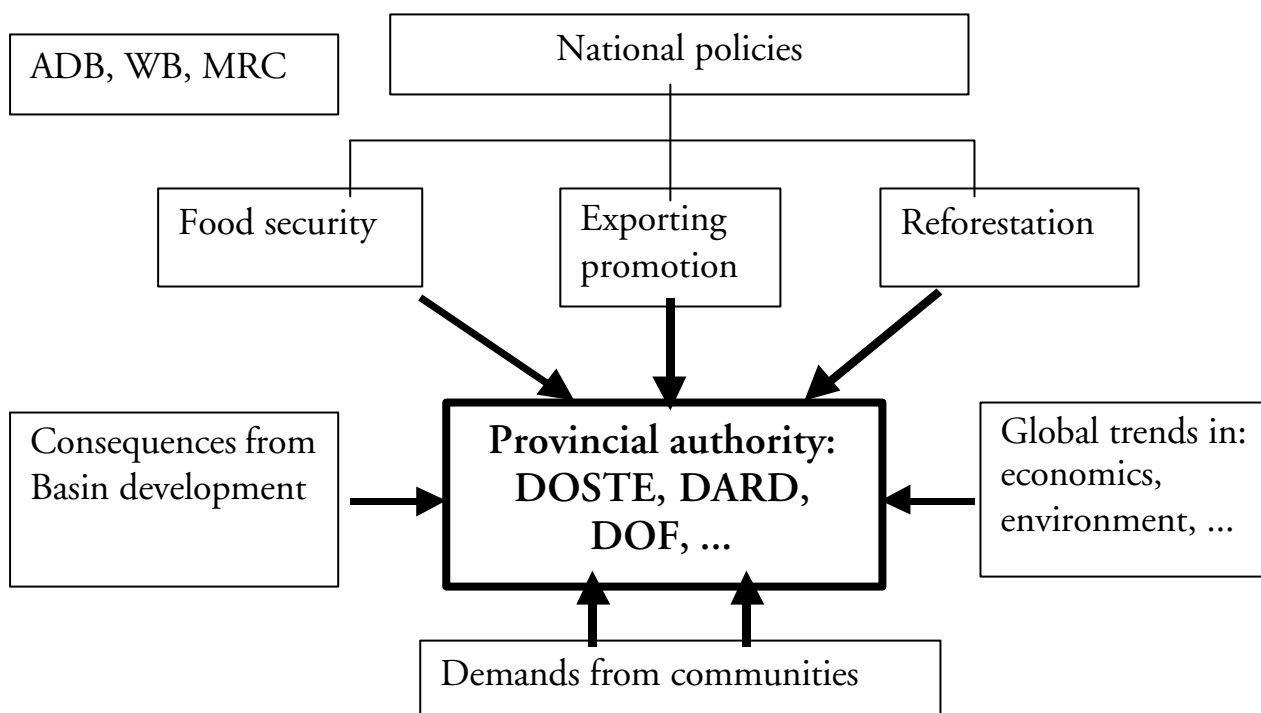 ADB, WB, MRC
National policies
Food security
Exporting
promotion
Reforestation
Consequences from
Basin development
Provincial authority:
DOSTE, DARD,
DOF, ...
Global trends in:
economics,
environment, ...
Demands from communities